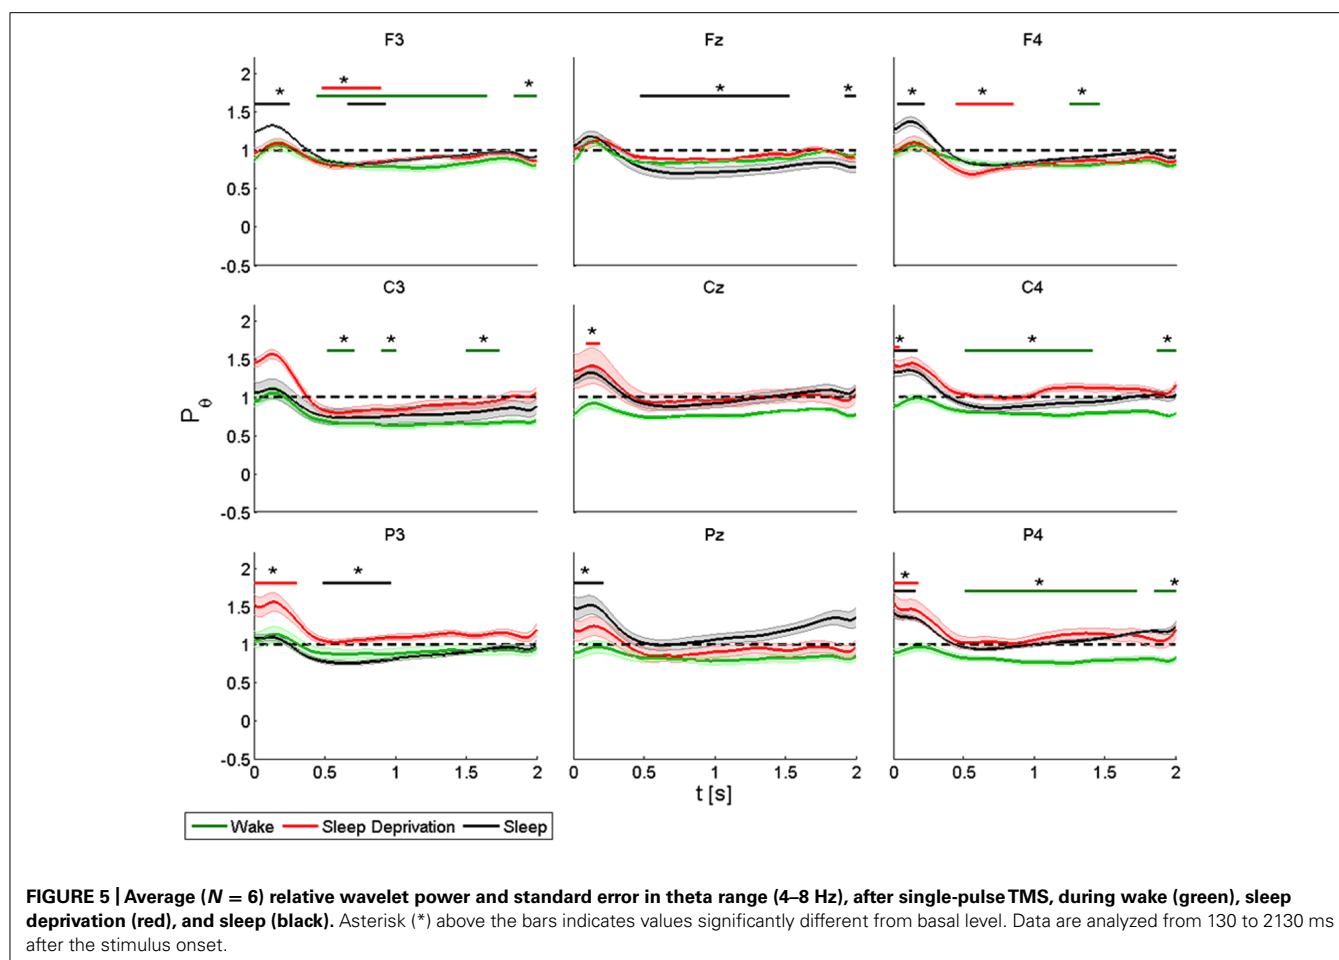 F3 Fz F4
2
1.5
1
0.5
0
-0.5
* * *
* *
* * *
C3 Cz C4
2
1.5
1
0.5
0
-0.5
* * *
*
* * *
P3 Pz P4
2
1.5
1
0.5
0
-0.5
* *
*
* * *
P θ
0 0.5 1 1.5 2 0 0.5 1 1.5 2 0 0.5 1 1.5 2
t [s]
Wake Sleep Deprivation Sleep
FIGURE 5 | Average (N = 6) relative wavelet power and standard error in theta range (4–8 Hz), after single-pulse TMS, during wake (green), sleep
deprivation (red), and sleep (black). Asterisk (*) above the bars indicates values significantly different from basal level. Data are analyzed from 130 to 2130 ms
after the stimulus onset.